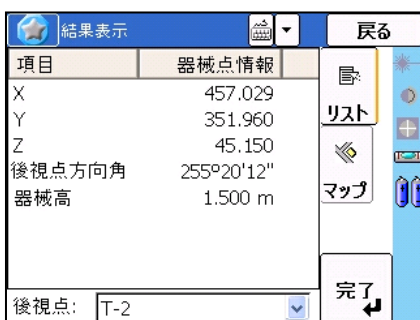 結果表示
戻る
項目 器械点情報
X 457.029
Y 351.960
Z 45.150
後視点方向角 255º20'12"
器械高 1.500 m
リスト
マップ
完了
後視点: T-2